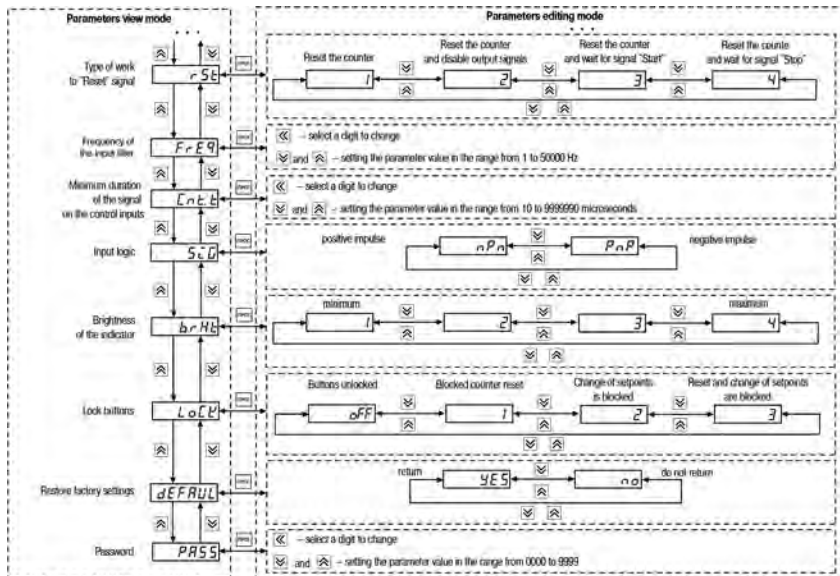 Parameters view mode
Parameters editing mode
Type of work
to "Reset" signal
rSt
Reset the counter
1
Reset the counter
and disable output signals
2
Reset the counter
and wait for signal "Start"
3
Reset the counte
and wait for signal "Stop"
4
Frequency of
the input filter
FrEq
– select a digit to change
and – setting the parameter value in the range from 1 to 50000 Hz
Minimum duration
of the signal
on the control inputs
Cnt.t
– select a digit to change
and – setting the parameter value in the range from 10 to 9999990 microseconds
Input logic
SiG
positive impulse
nPn
PnP
negative impulse
Brightness
of the indicator
brHt
minimum
1
2
3
maximum
4
Lock buttons
LoCK
Buttons unlocked
oFF
Blocked counter reset
1
Change of setpoints
is blocked
2
Reset and change of setpoints
are blocked
3
Restore factory settings
dEFAUL
return
YES
no
do not return
Password
PASS
– select a digit to change
and – setting the parameter value in the range from 0000 to 9999